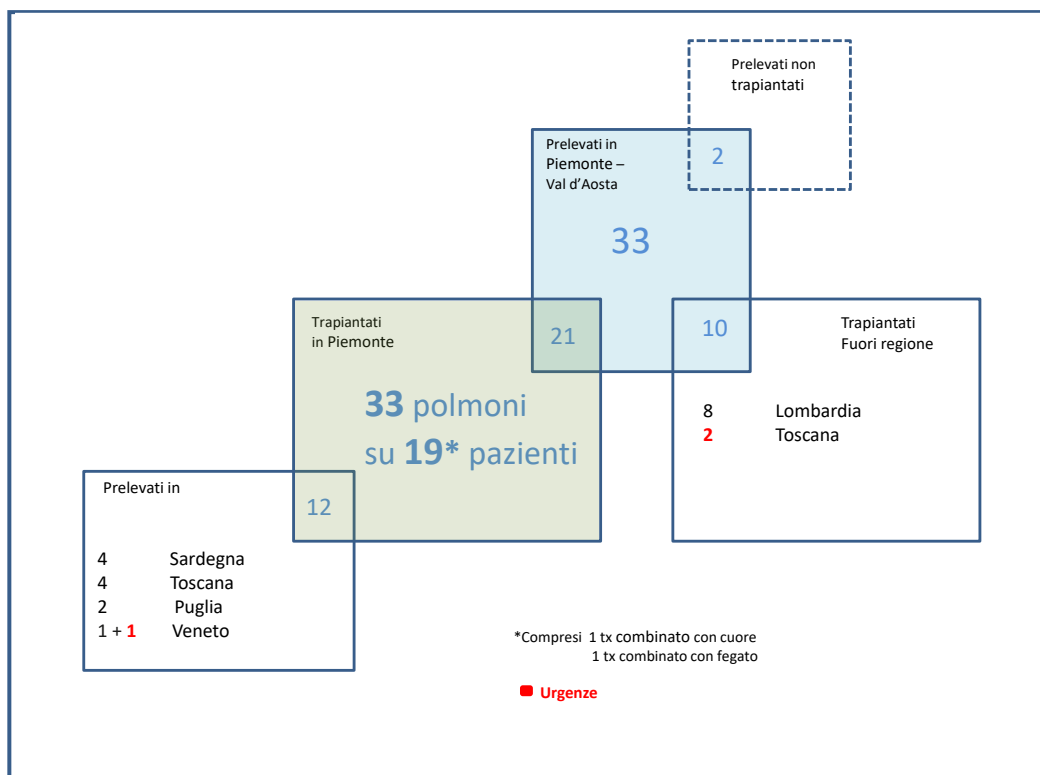 Prelevati non
trapiantati
2
Prelevati in
Piemonte –
Val d'Aosta
33
Trapiantati
in Piemonte
21
33 polmoni
su 19* pazienti
10
Trapiantati
Fuori regione
8 Lombardia
2 Toscana
Prelevati in
12
4 Sardegna
4 Toscana
2 Puglia
1 + 1 Veneto
*Compresi 1 tx combinato con cuore
1 tx combinato con fegato
Urgenze